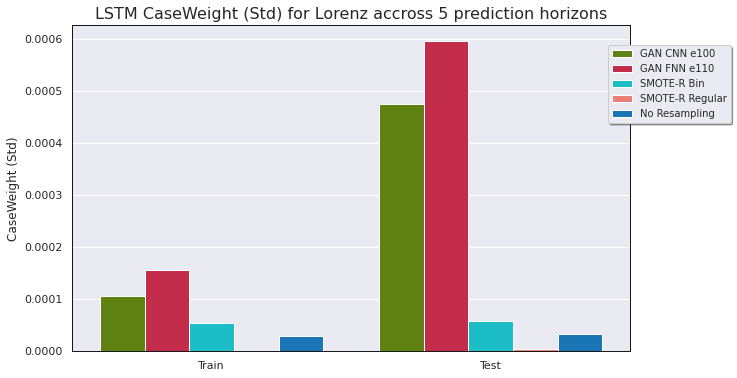 LSTM CaseWeight (Std) for Lorenz accross 5 prediction horizons
0.0006
0.0005
0.0004
0.0003
0.0002
0.0001
0.0000
CaseWeight (Std)
GAN CNN e100
GAN FNN e110
SMOTE-R Bin
SMOTE-R Regular
No Resampling
Train
Test